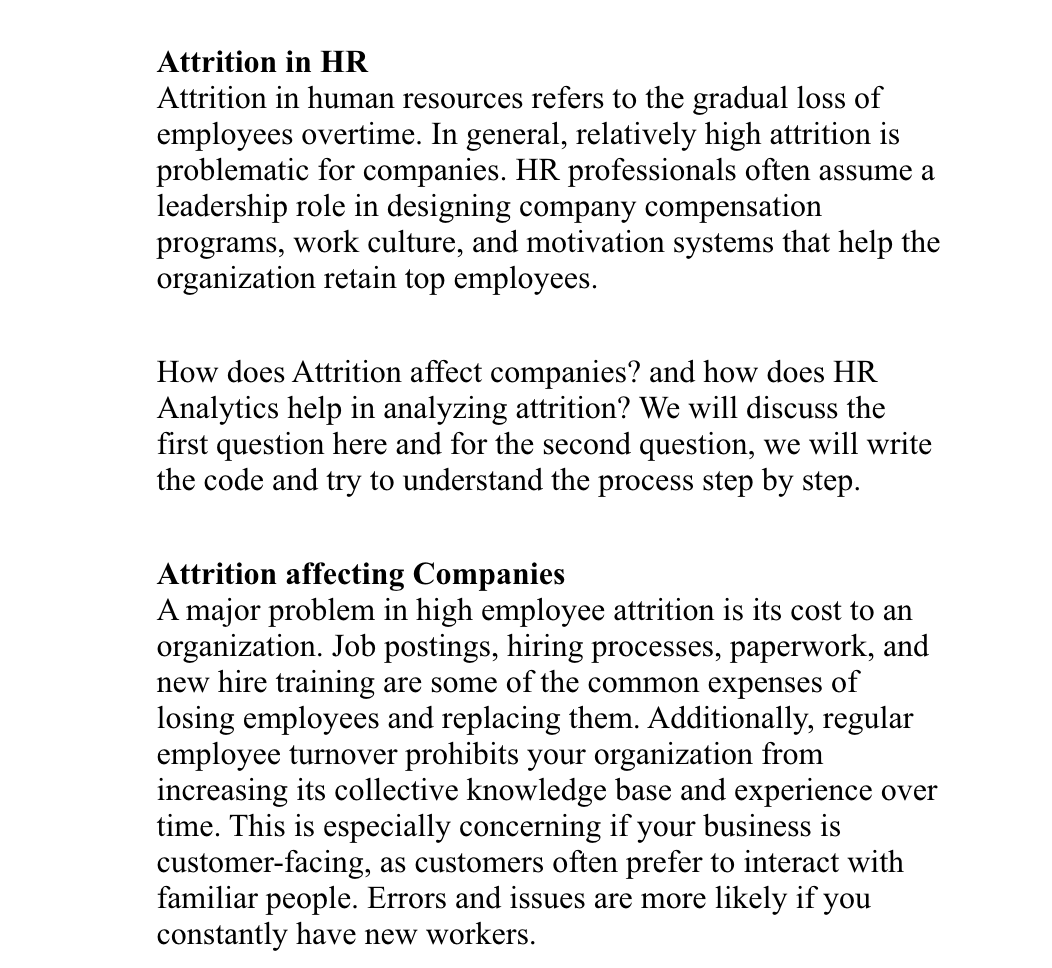 Attrition in HR
Attrition in human resources refers to the gradual loss of
employees overtime. In general, relatively high attrition is
problematic for companies. HR professionals often assume a
leadership role in designing company compensation
programs, work culture, and motivation systems that help the
organization retain top employees.
How does Attrition affect companies? and how does HR
Analytics help in analyzing attrition? We will discuss the
first question here and for the second question, we will write
the code and try to understand the process step by step.
Attrition affecting Companies
A major problem in high employee attrition is its cost to an
organization. Job postings, hiring processes, paperwork, and
new hire training are some of the common expenses of
losing employees and replacing them. Additionally, regular
employee turnover prohibits your organization from
increasing its collective knowledge base and experience over
time. This is especially concerning if your business is
customer-facing, as customers often prefer to interact with
familiar people. Errors and issues are more likely if you
constantly have new workers.